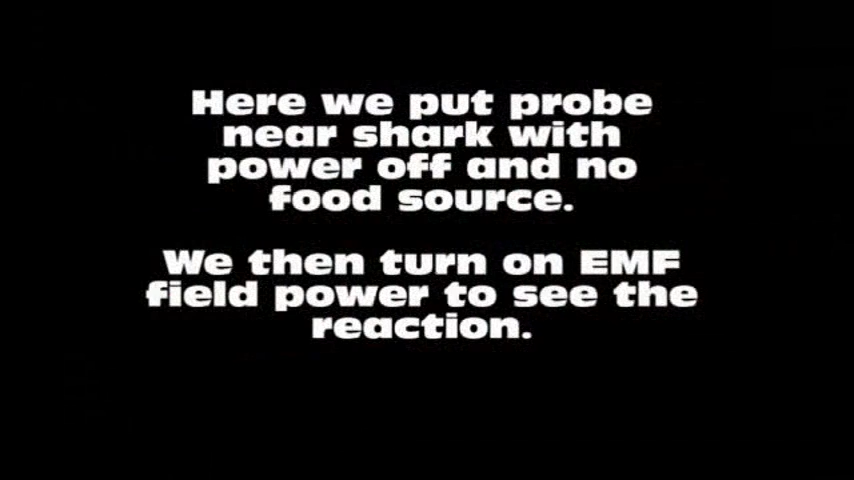 Here we put probe
near shark with
power off and no
food source.
We then turn on EMF
field power to see the
reaction.